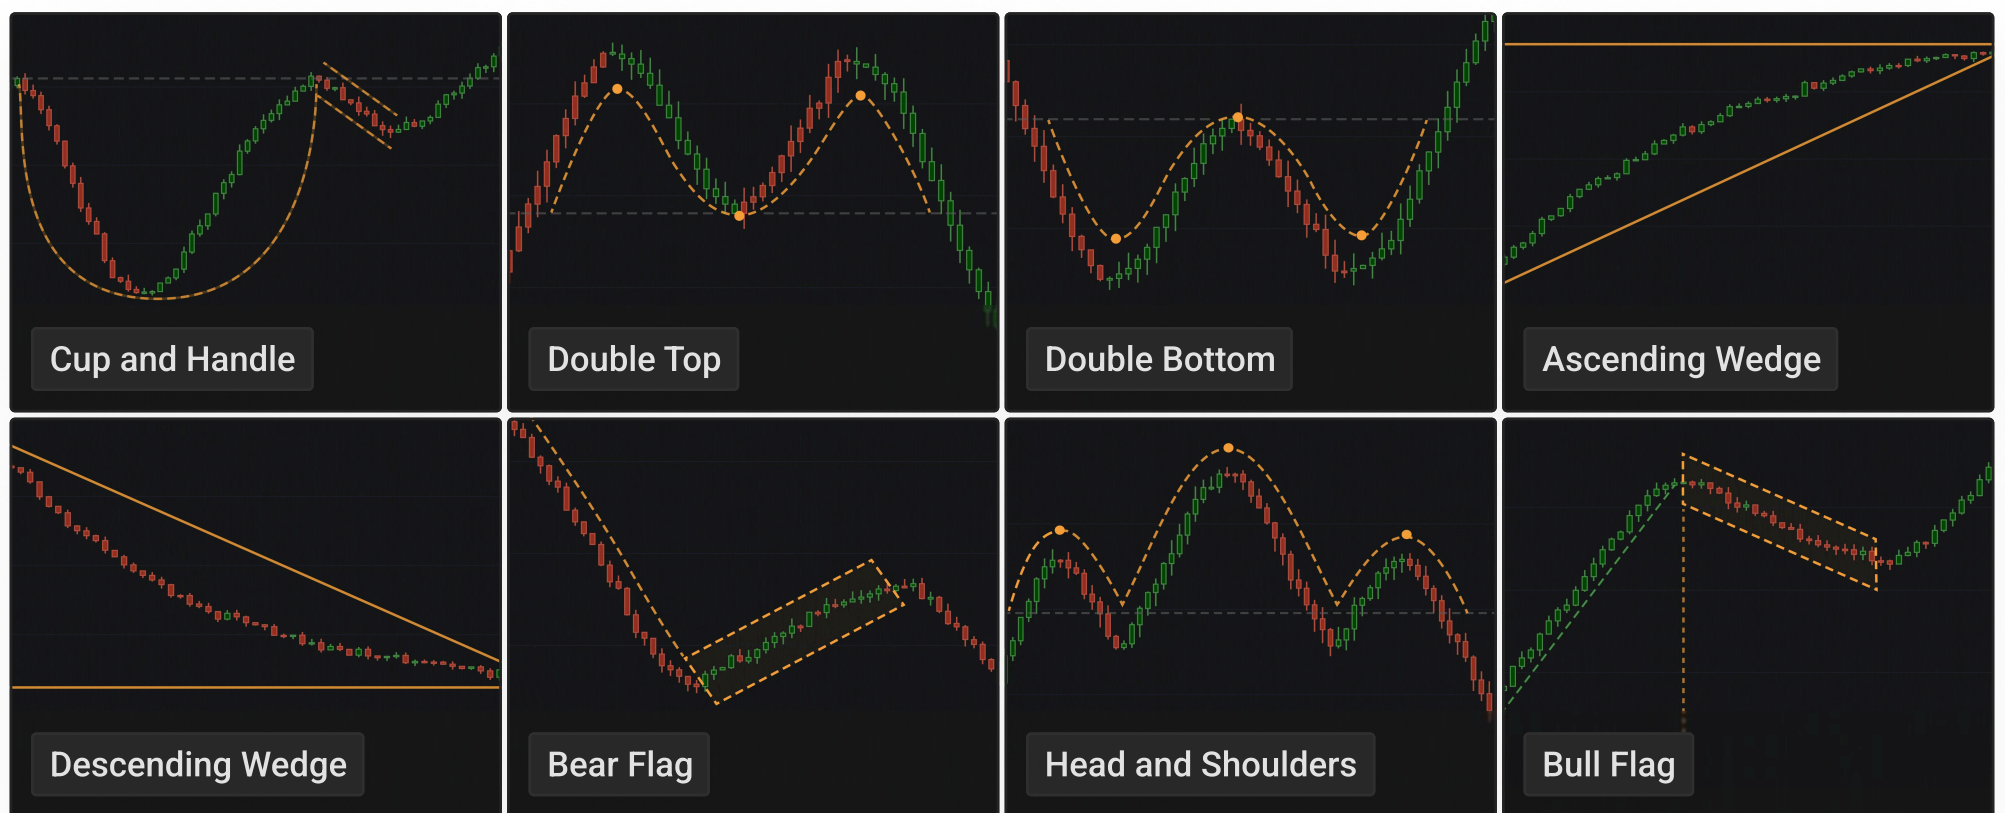 Cup and Handle
Double Top
Double Bottom
Ascending Wedge
Descending Wedge
Bear Flag
Head and Shoulders
Bull Flag